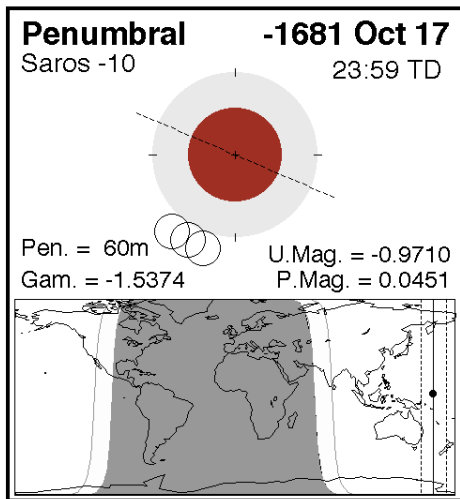 Penumbral -1681 Oct 17
Saros -10 23:59 TD
Pen. = 60m U.Mag. = -0.9710
Gam. = -1.5374 P.Mag. = 0.0451